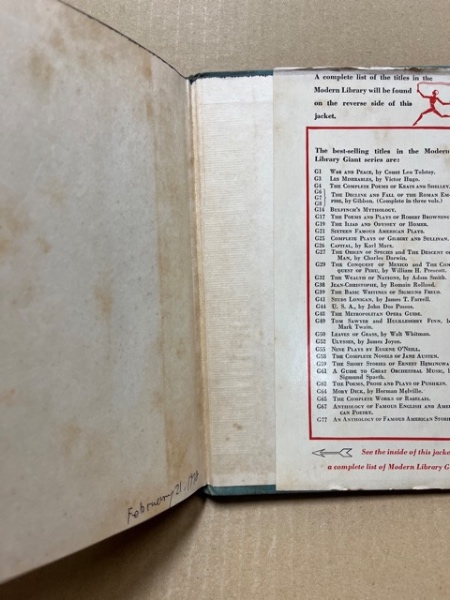 A complete list of the titles in the
Modern Library will be found
on the reverse side of this
jacket.
The best-selling titles in the Modern
Library Giant series are:
G1 WAR AND PEACE, by Count Leo Tolstoy.
G3 LES MISERABLES, by Victor Hugo.
G4 THE COMPLETE POEMS OF KEATS AND SHELLEY.
G6
G7 THE DECLINE AND FALL OF THE ROMAN EM-
G8 PIRE, by Gibbon. (Complete in three vols.)
G15 BULFINCH'S MYTHOLOGY.
G17 THE POEMS AND PLAYS OF ROBERT BROWNING
G19 THE ILIAD AND ODYSSEY OF HOMER.
G21 SIXTEEN FAMOUS AMERICAN PLAYS.
G25 COMPLETE PLAYS OF GILBERT AND SULLIVAN.
G26 CAPITAL, by Karl Marx.
G27 THE ORIGIN OF SPECIES AND THE DESCENT OF
MAN, by Charles Darwin.
G29 THE CONQUEST OF MEXICO AND THE CON-
QUEST OF PERU, by William H. Prescott.
G32 THE WEALTH OF NATIONS, by Adam Smith.
G38 JEAN-CHRISTOPHE, by Romain Rolland.
G39 THE BASIC WRITINGS OF SIGMUND FREUD.
G41 STUDS LONIGAN, by James T. Farrell.
G44 U. S. A., by John Dos Passos.
G48 THE METROPOLITAN OPERA GUIDE.
G49 TOM SAWYER AND HUCKLEBERRY FINN, b
Mark Twain.
G50 LEAVES OF GRASS, by Walt Whitman.
G52 ULYSSES, by James Joyce.
G55 NINE PLAYS BY EUGENE O'NEILL.
G58 THE COMPLETE NOVELS OF JANE AUSTEN.
G59 THE SHORT STORIES OF ERNEST HEMINGWA
G62 A GUIDE TO GREAT ORCHESTRAL MUSIC, b
Sigmund Spaeth.
G62 THE POEMS, PROSE AND PLAYS OF PUSHKIN.
G64 MOBY DICK, by Herman Melville.
G65 THE COMPLETE WORKS OF RABELAIS.
G67 ANTHOLOGY OF FAMOUS ENGLISH AND AMERI-
CAN POETRY.
G77 AN ANTHOLOGY OF FAMOUS AMERICAN STORIE
See the inside of this jacke
a complete list of Modern Library G
February 21,